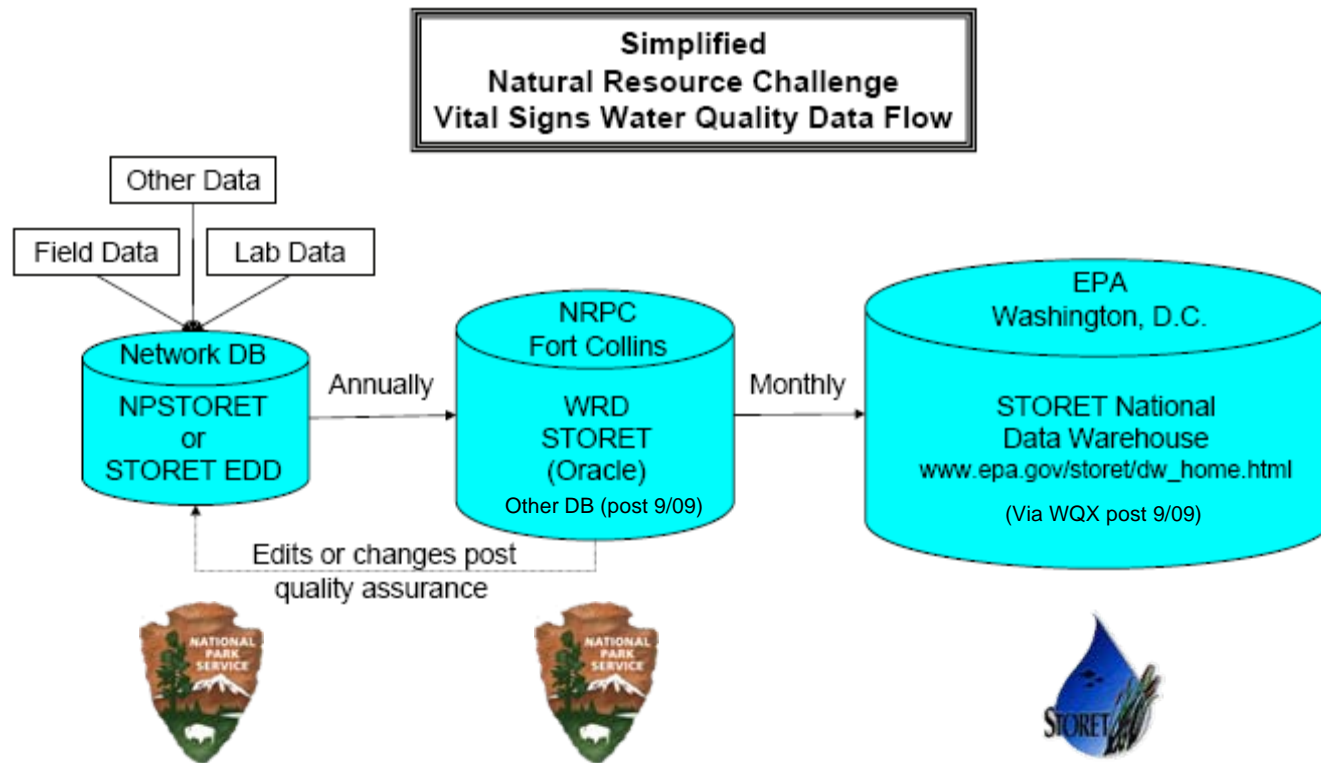 Simplified
Natural Resource Challenge
Vital Signs Water Quality Data Flow
Other Data
Field Data
Lab Data
Network DB
NPSTORET
or
STORET EDD
Annually
NRPC
Fort Collins
WRD
STORET
(Oracle)
Other DB (post 9/09)
Monthly
EPA
Washington, D.C.
STORET National
Data Warehouse
www.epa.gov/storet/dw_home.html
(Via WQX post 9/09)
Edits or changes post
quality assurance
NATIONAL
PARK
SERVICE
NATIONAL
PARK
SERVICE
STORET